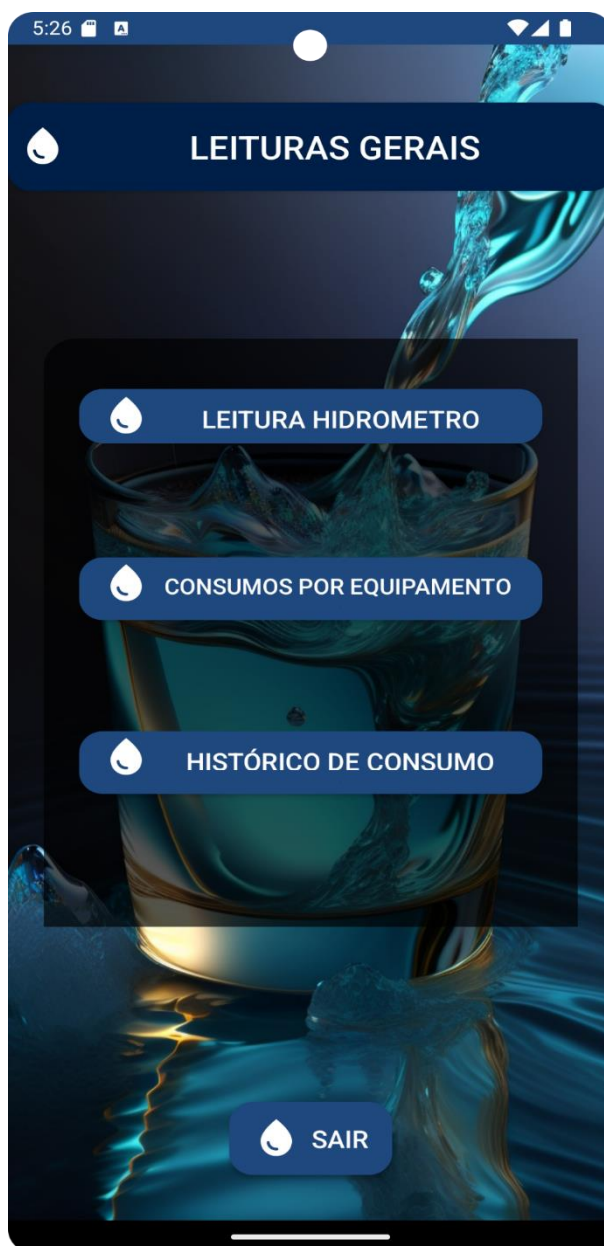 5:26
LEITURAS GERAIS
LEITURA HIDROMETRO
CONSUMOS POR EQUIPAMENTO
HISTÓRICO DE CONSUMO
SAIR